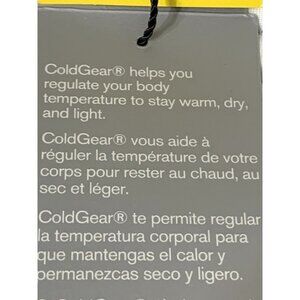 ColdGear® helps you
regulate your body
temperature to stay warm, dry,
and light.
ColdGear® vous aide à
réguler la température de votre
corps pour rester au chaud, au
sec et léger.
ColdGear® te permite regular
la temperatura corporal para
que mantengas el calor y
permanezcas seco y ligero.